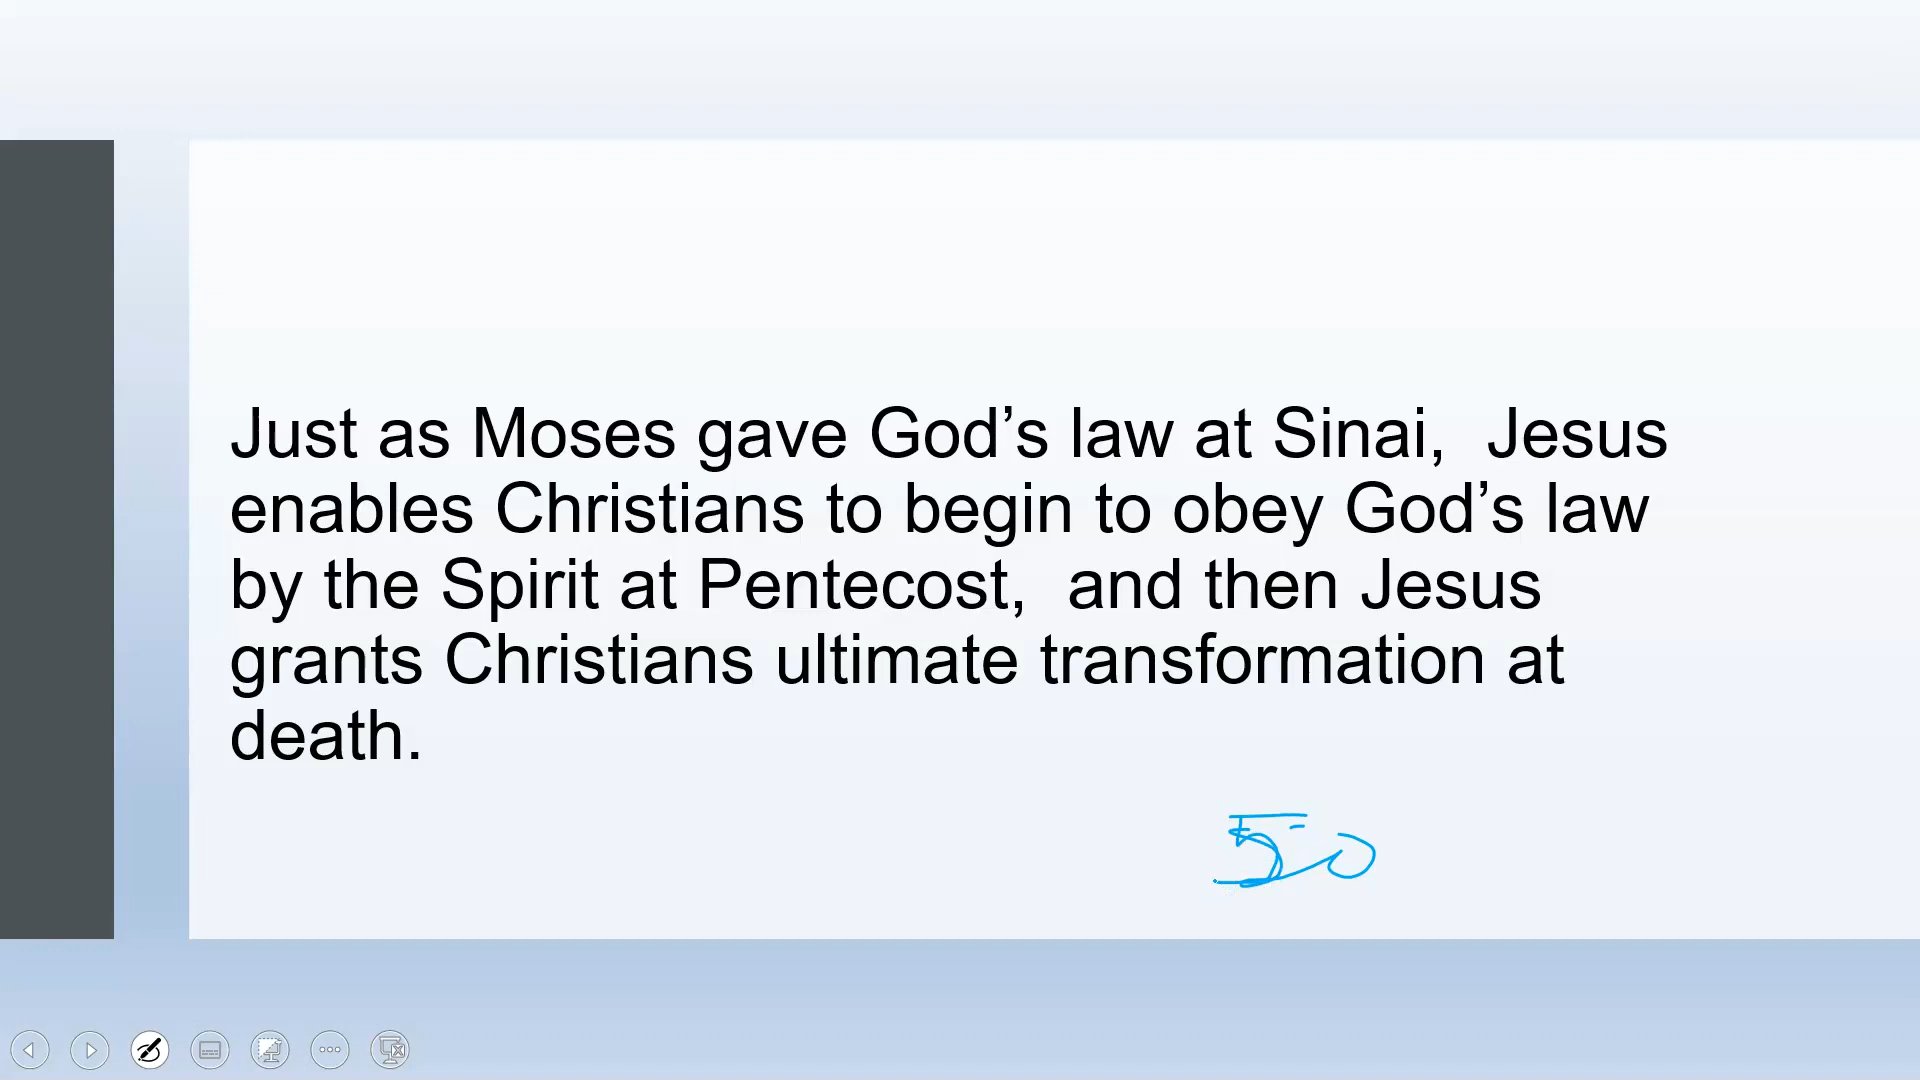 Just as Moses gave God’s law at Sinai,  Jesus
enables Christians to begin to obey God’s law
by the Spirit at Pentecost,  and then Jesus
grants Christians ultimate transformation at
death.
50